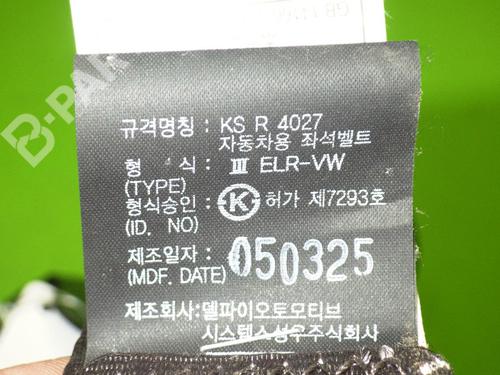 GB 14166
B-PARTS
규격명칭 : KS R 4027
자동차용 좌석벨트
형 식 : Ⅲ ELR-VW
(TYPE)
형식승인 : K 허가 제7293호
(ID. NO)
제조일자 : 050325
(MDF. DATE)
제조회사: 델파이오토모티브
시스템스성우주식회사